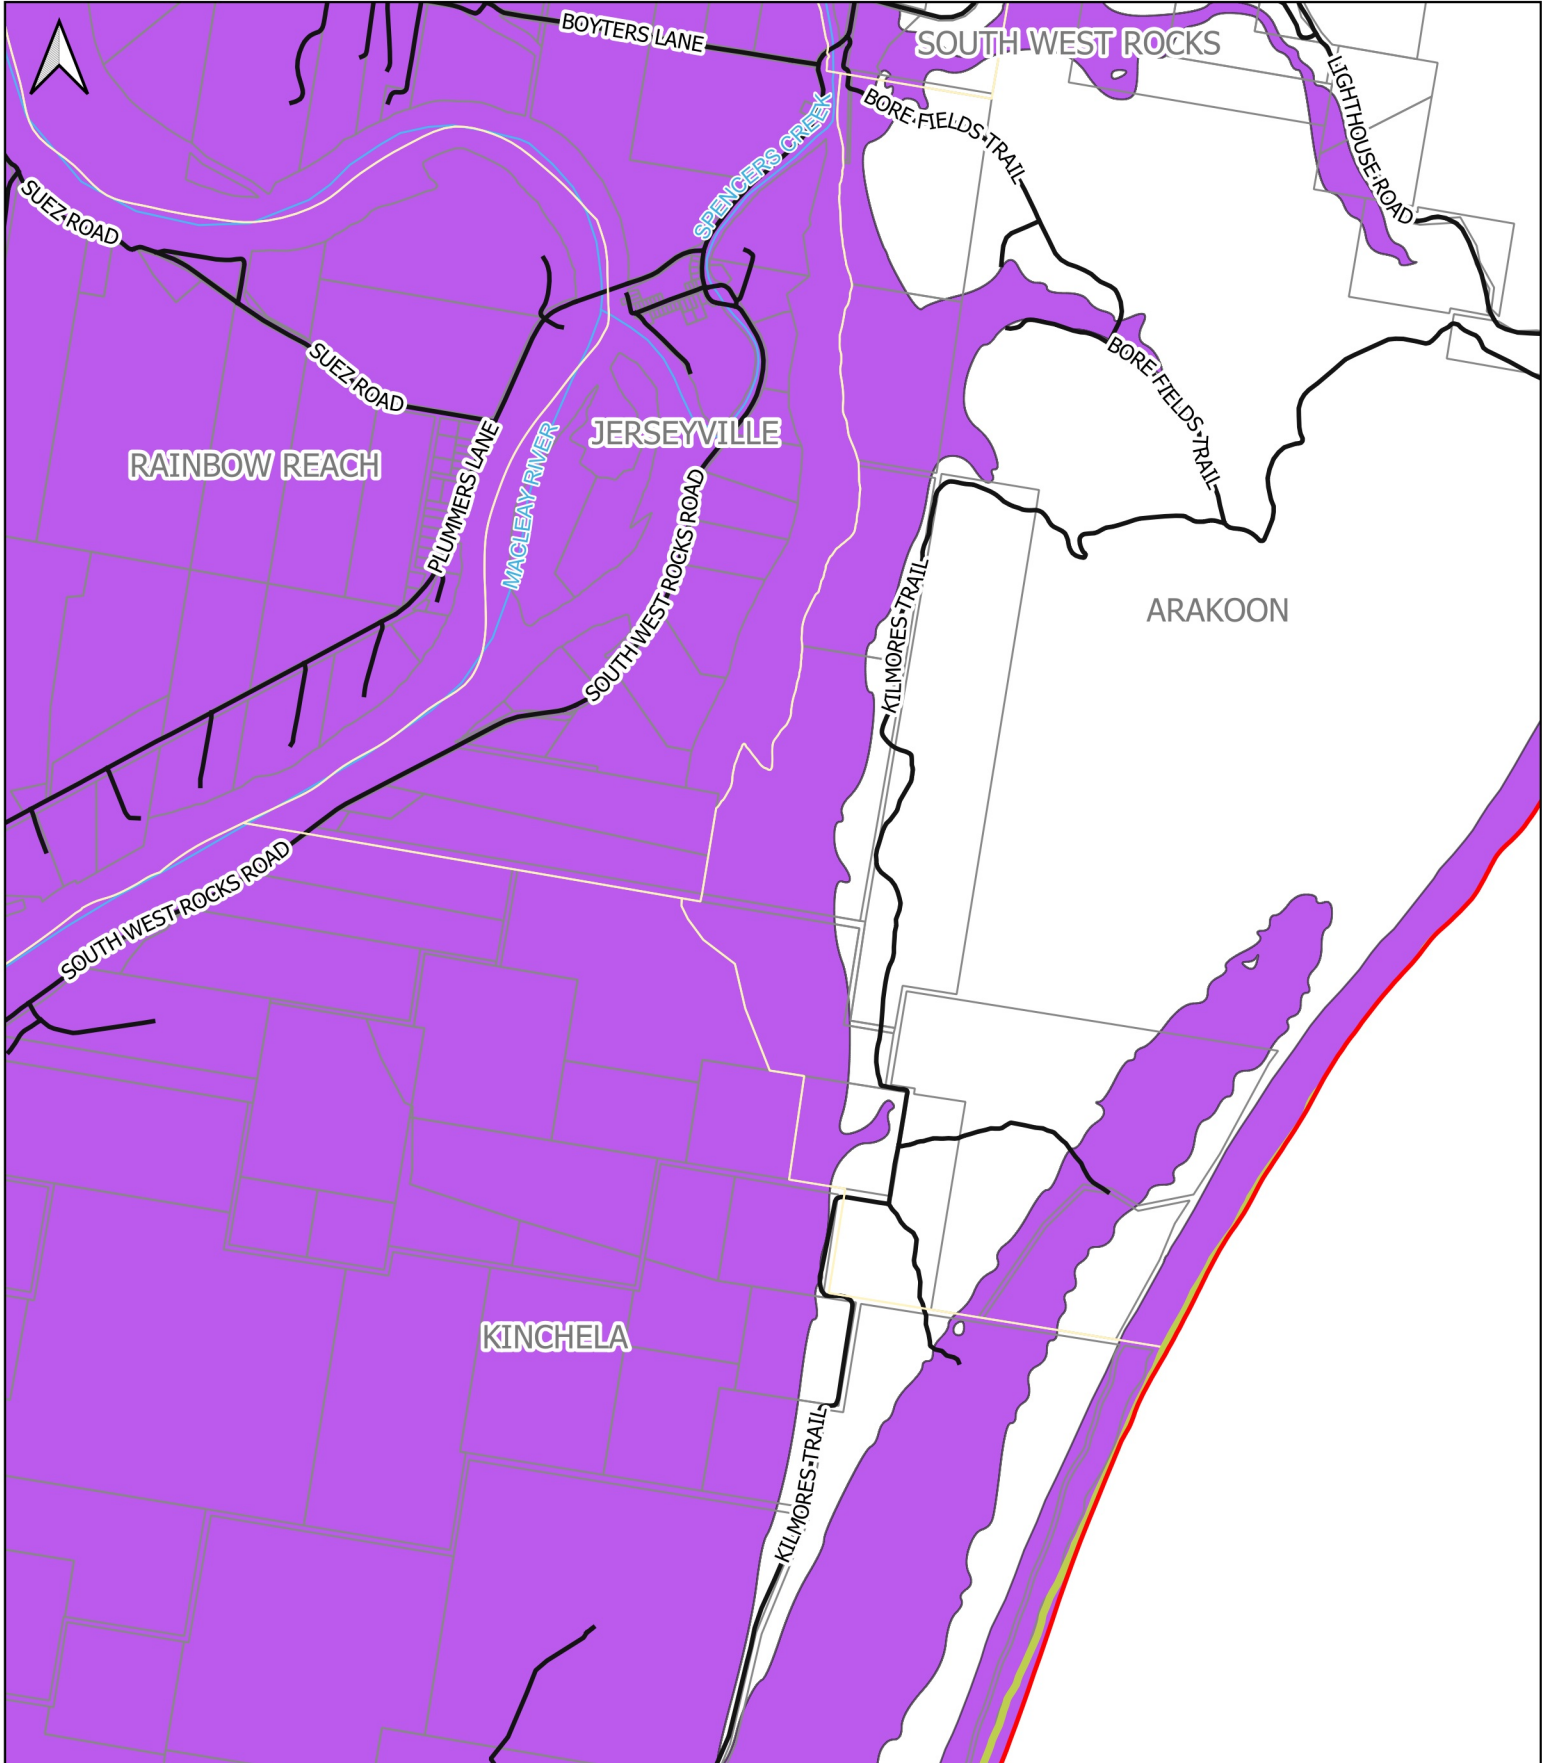 BOYTERS LANE
SOUTH WEST ROCKS
LIGHTHOUSE ROAD
BORE FIELDS TRAIL
SPENCERS CREEK
SUEZ ROAD
SUEZ ROAD
BORE FIELDS TRAIL
JERSEYVILLE
RAINBOW REACH
PLUMMERS LANE
MACLEAY RIVER
SOUTH WEST ROCKS ROAD
KILMORES TRAIL
ARAKOON
SOUTH WEST ROCKS ROAD
KINCHELA
KILMORES TRAIL